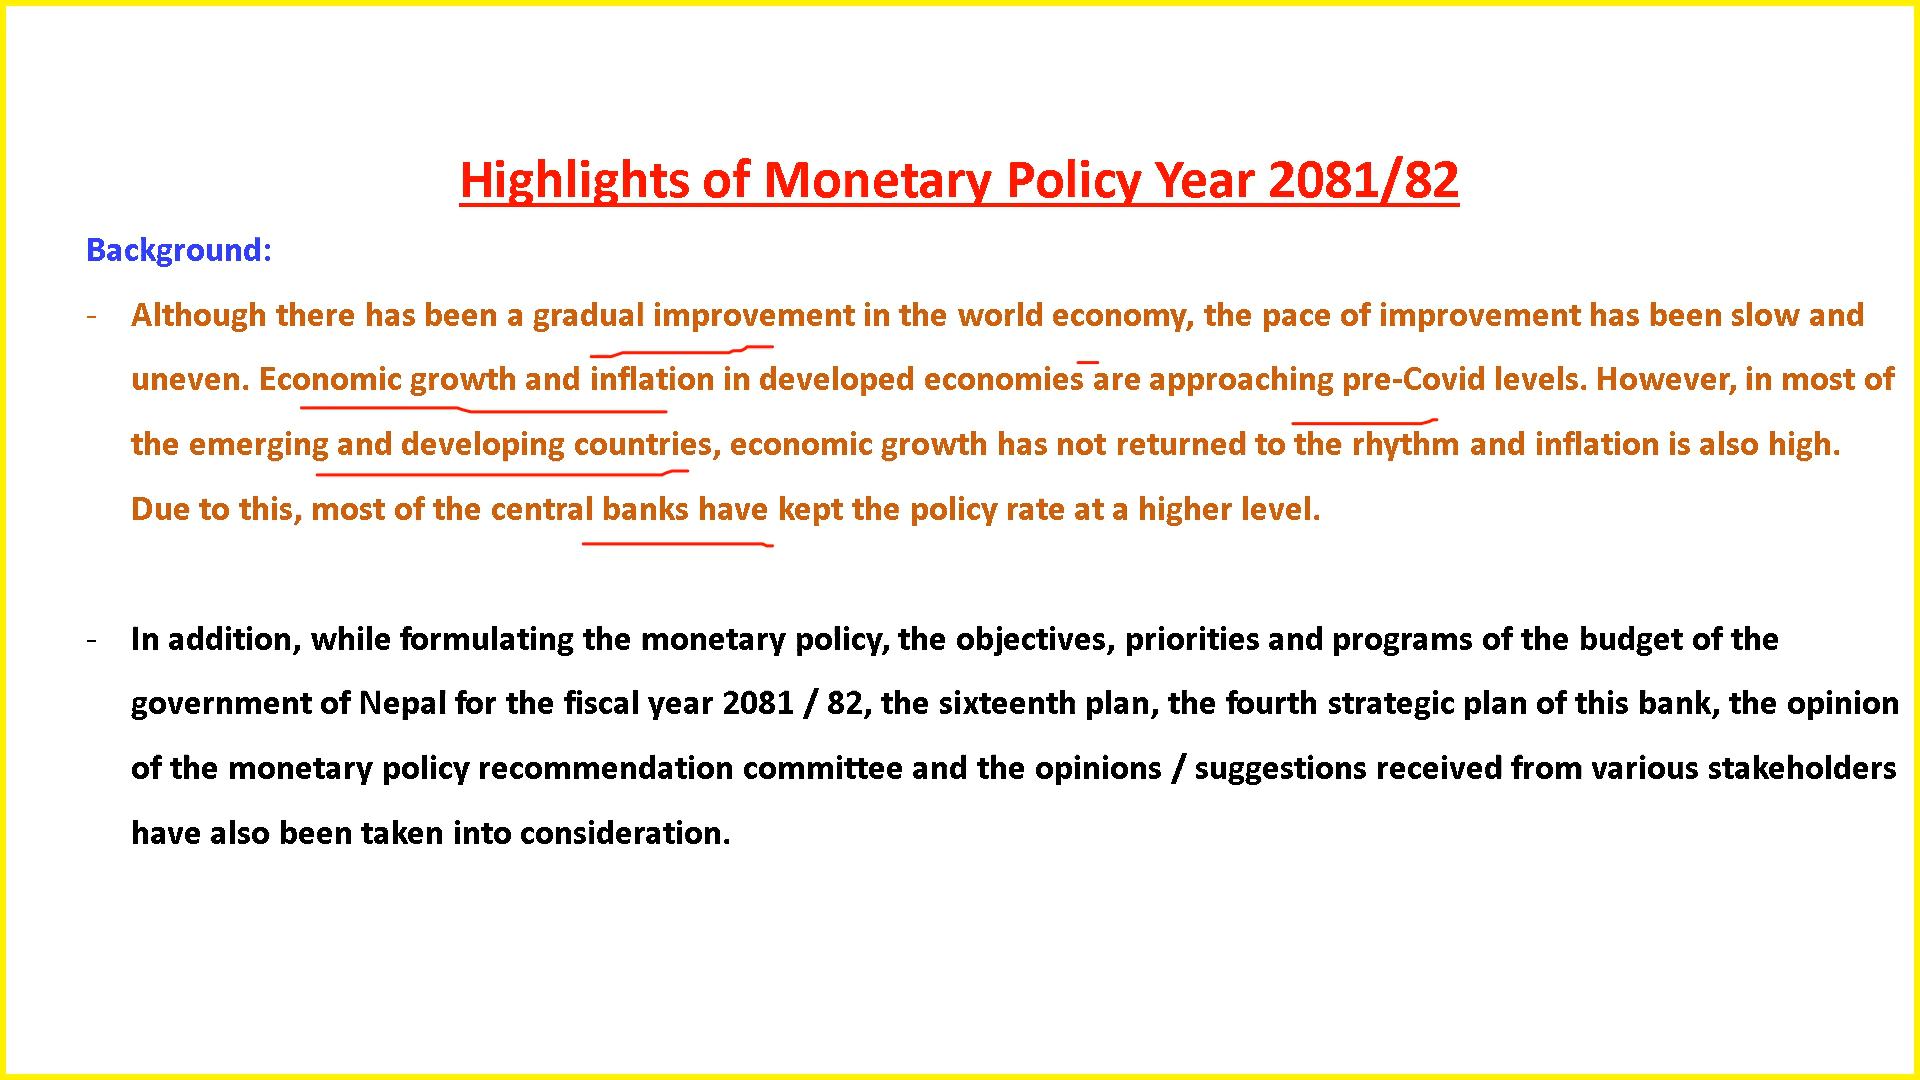 Highlights of Monetary Policy Year 2081/82
Background:
- Although there has been a gradual improvement in the world economy, the pace of improvement has been slow and
uneven. Economic growth and inflation in developed economies are approaching pre-Covid levels. However, in most of
the emerging and developing countries, economic growth has not returned to the rhythm and inflation is also high.
Due to this, most of the central banks have kept the policy rate at a higher level.
- In addition, while formulating the monetary policy, the objectives, priorities and programs of the budget of the
government of Nepal for the fiscal year 2081 / 82, the sixteenth plan, the fourth strategic plan of this bank, the opinion
of the monetary policy recommendation committee and the opinions / suggestions received from various stakeholders
have also been taken into consideration.